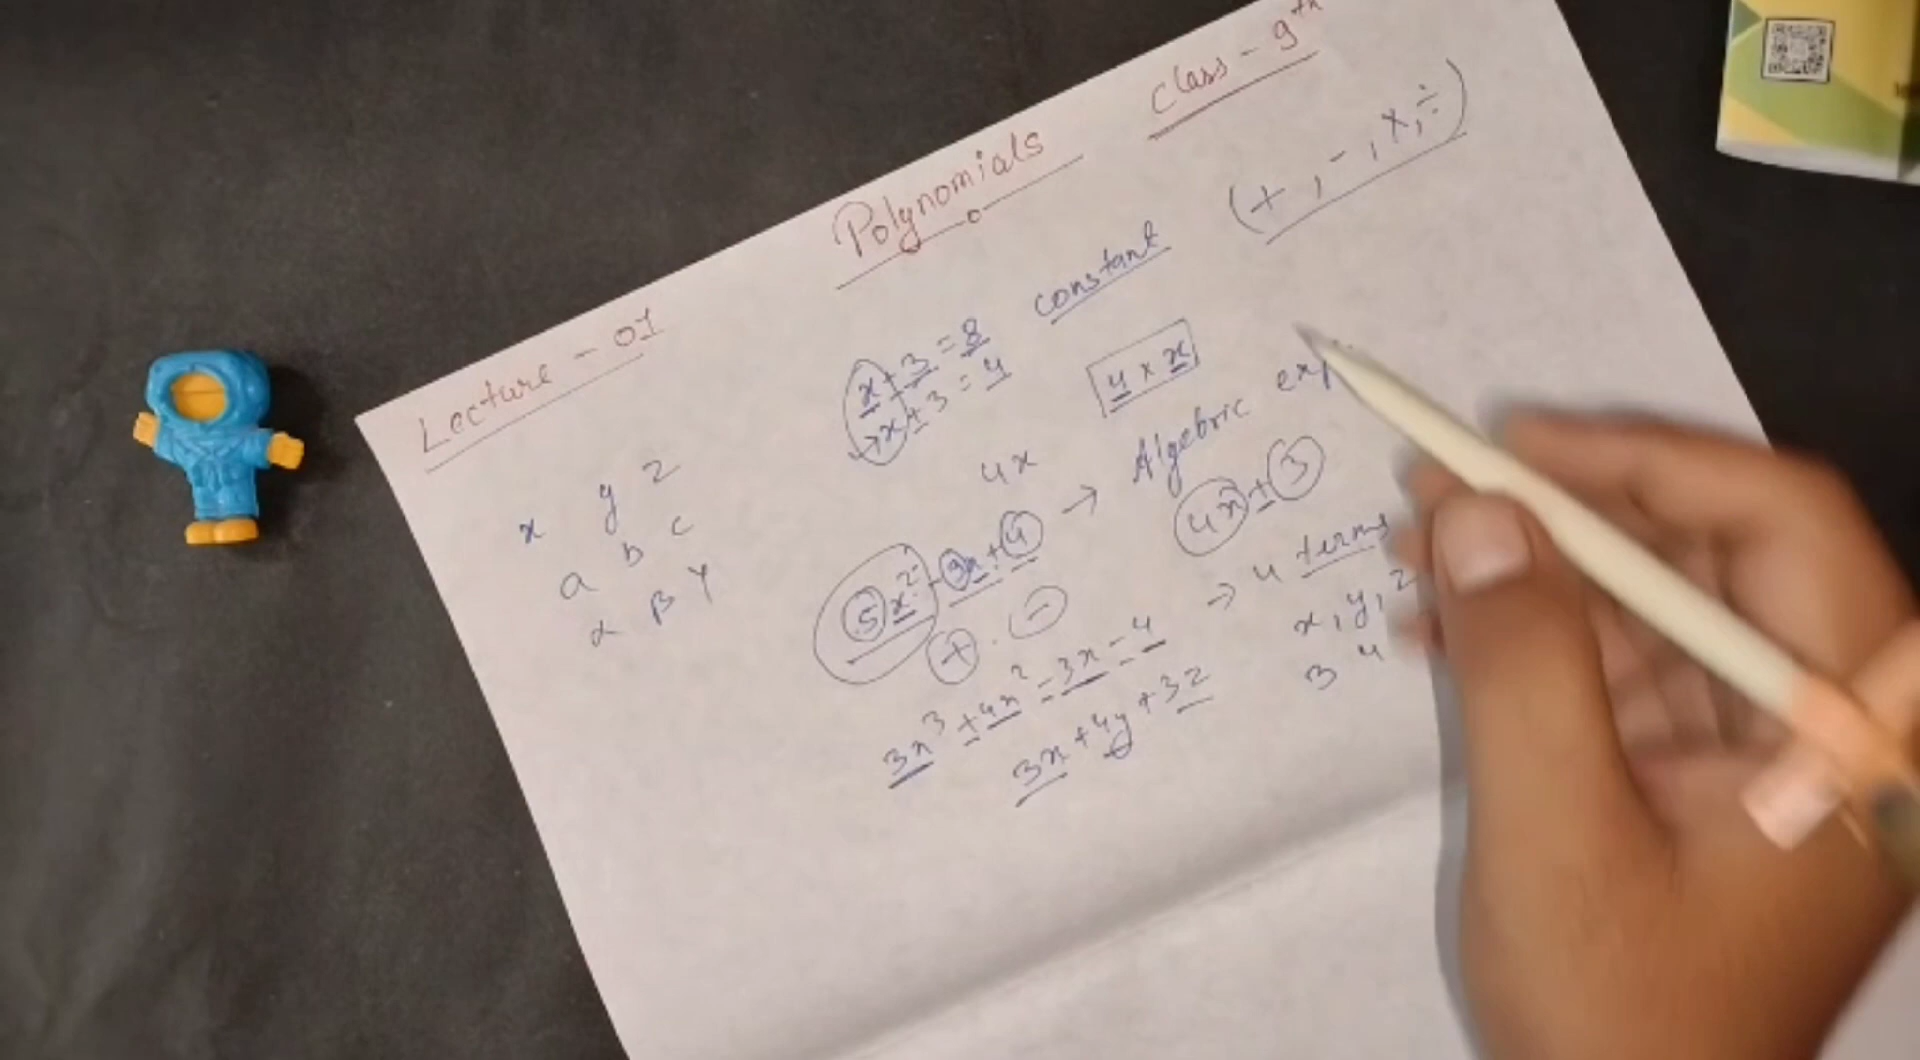 Class - 9th
Polynomials
Lecture - 01
(+, -, x, ÷)
constant
x + 3 = 8
→ x + 3 = 4
4 × x
x y z
a b c
α β γ
4x
5x² - 3x + 4 → Algebric
4x + 3
+ . -
3x³ + 4x² - 3x - 4 → 4 terms
3x + 4y + 3z
x, y, z
3 4